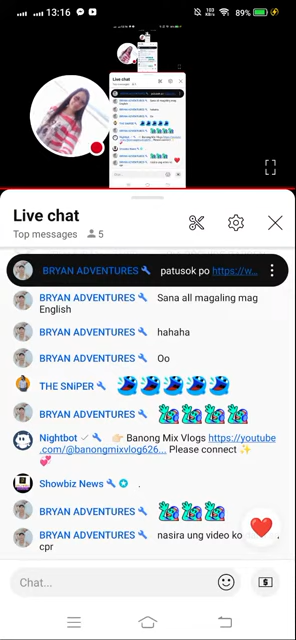 13:16
103 KB/S
89%
Live chat
Top messages 5
BRYAN ADVENTURES patusok po https://w...
BRYAN ADVENTURES Sana all magaling mag
English
BRYAN ADVENTURES hahaha
BRYAN ADVENTURES Oo
THE SNiPER
BRYAN ADVENTURES
Nightbot ✓ 👉🏻 Banong Mix Vlogs https://youtube
.com/@banongmixvlog626... Please connect ✨
💞
Showbiz News .
BRYAN ADVENTURES
BRYAN ADVENTURES nasira ung video ko
cpr
Chat...